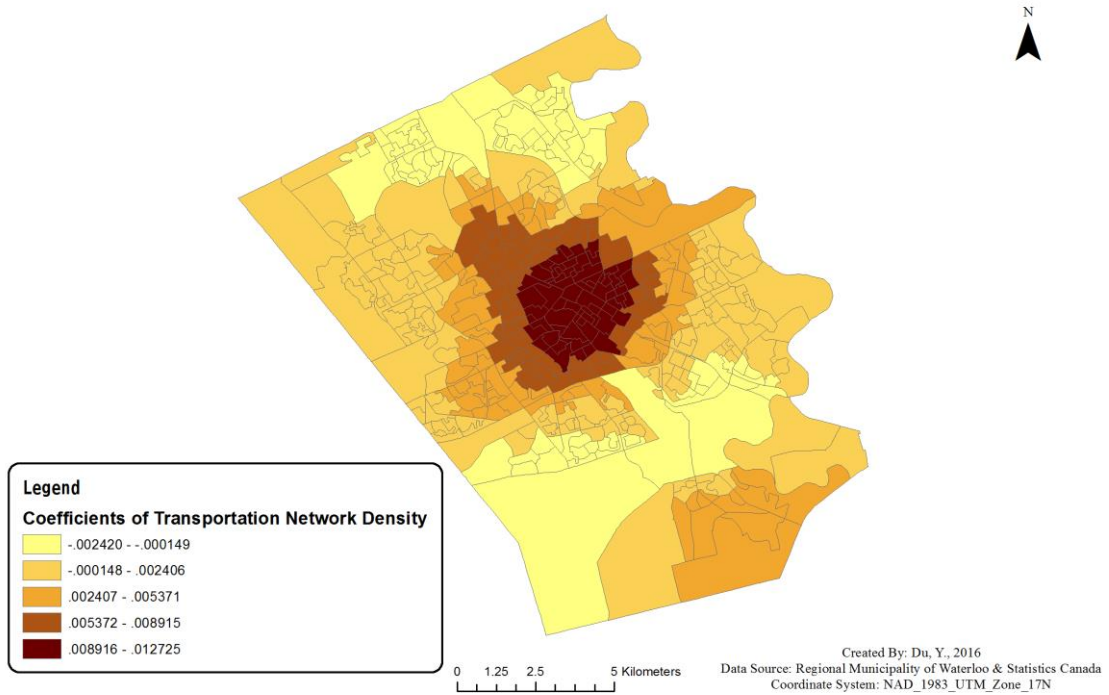 N
Legend
Coefficients of Transportation Network Density
-.002420 - -.000149
-.000148 - .002406
.002407 - .005371
.005372 - .008915
.008916 - .012725
0 1.25 2.5 5 Kilometers
Created By: Du, Y., 2016
Data Source: Regional Municipality of Waterloo & Statistics Canada
Coordinate System: NAD_1983_UTM_Zone_17N